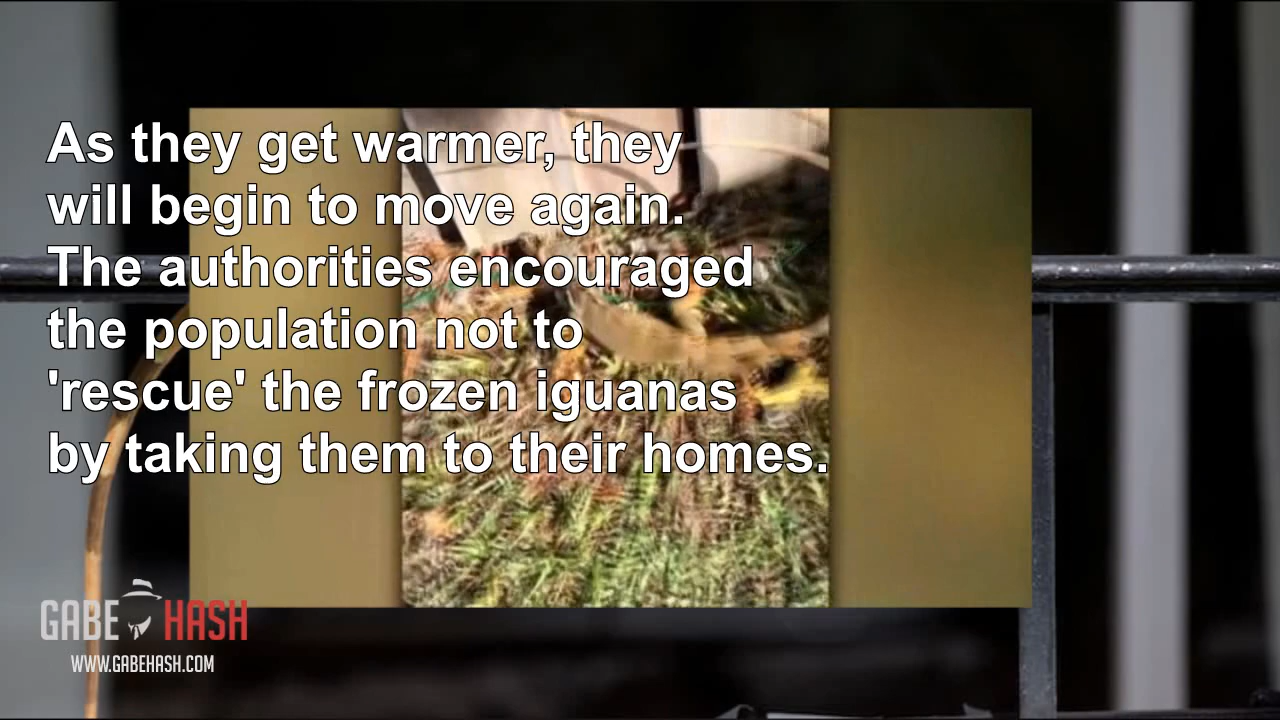 As they get warmer, they
will begin to move again.
The authorities encouraged
the population not to
'rescue' the frozen iguanas
by taking them to their homes.
GABE HASH
WWW.GABEHASH.COM